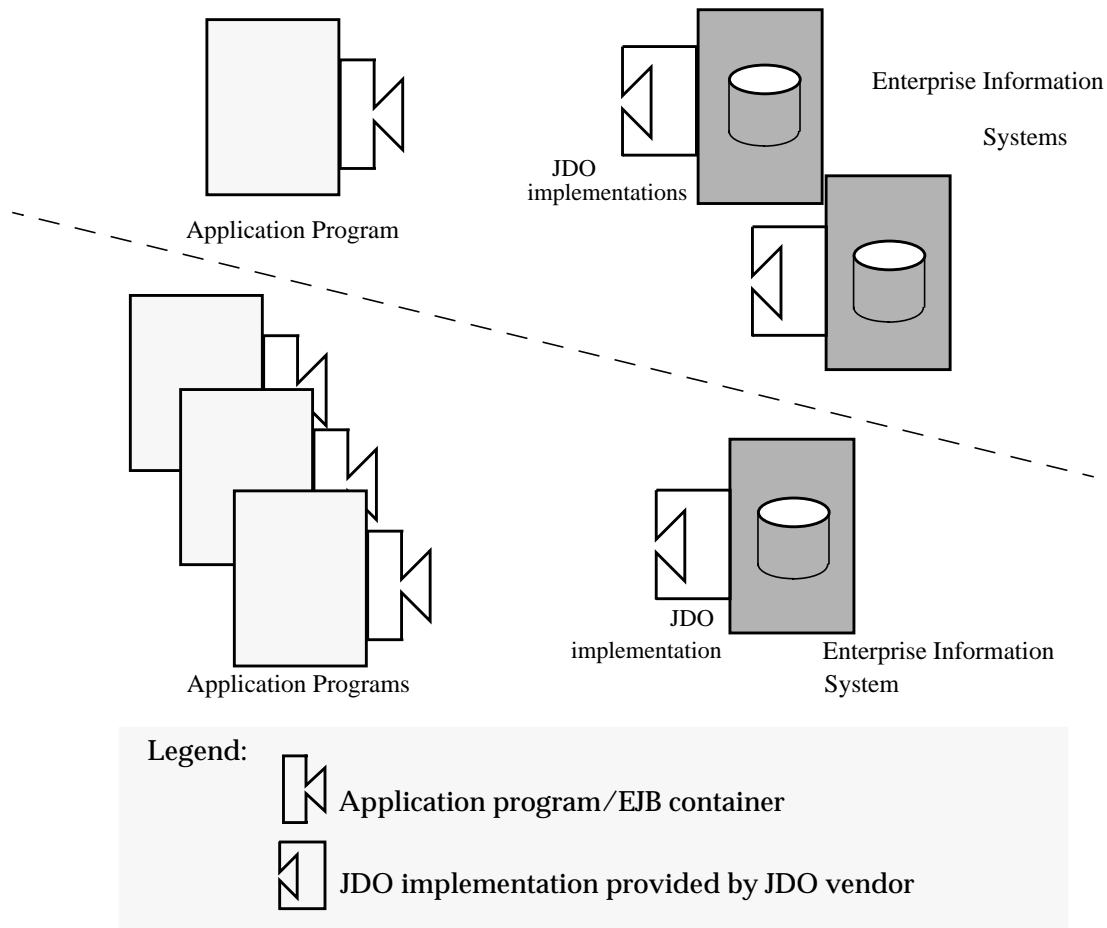 Enterprise Information
Systems
JDO
implementations
Application Program
JDO
implementation
Enterprise Information
System
Application Programs
Legend:
Application program/EJB container
JDO implementation provided by JDO vendor